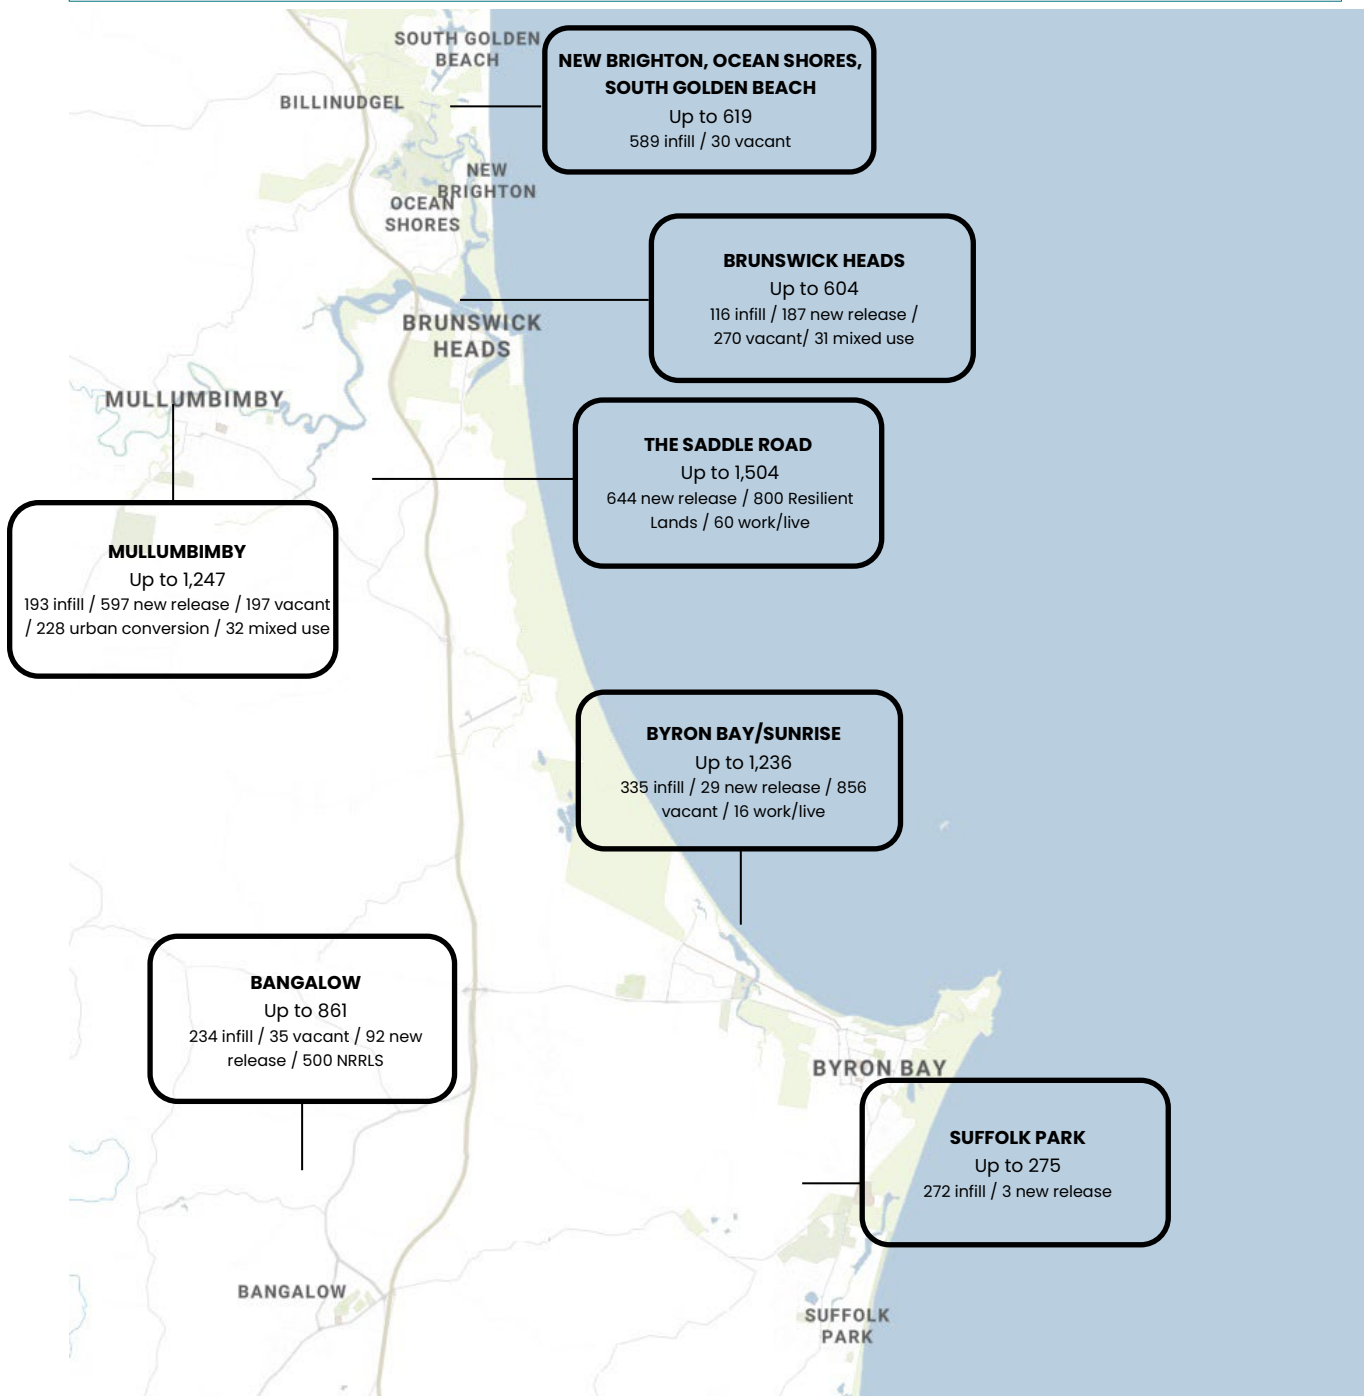 SOUTH GOLDEN
BEACH
NEW BRIGHTON, OCEAN SHORES,
SOUTH GOLDEN BEACH
Up to 619
589 infill / 30 vacant
BILLINUDGEL
NEW
BRIGHTON
OCEAN
SHORES
BRUNSWICK HEADS
Up to 604
116 infill / 187 new release /
270 vacant/ 31 mixed use
BRUNSWICK
HEADS
MULLUMBIMBY
THE SADDLE ROAD
Up to 1,504
644 new release / 800 Resilient
Lands / 60 work/live
MULLUMBIMBY
Up to 1,247
193 infill / 597 new release / 197 vacant
/ 228 urban conversion / 32 mixed use
BYRON BAY/SUNRISE
Up to 1,236
335 infill / 29 new release / 856
vacant / 16 work/live
BANGALOW
Up to 861
234 infill / 35 vacant / 92 new
release / 500 NRRLS
BYRON BAY
SUFFOLK PARK
Up to 275
272 infill / 3 new release
BANGALOW
SUFFOLK
PARK